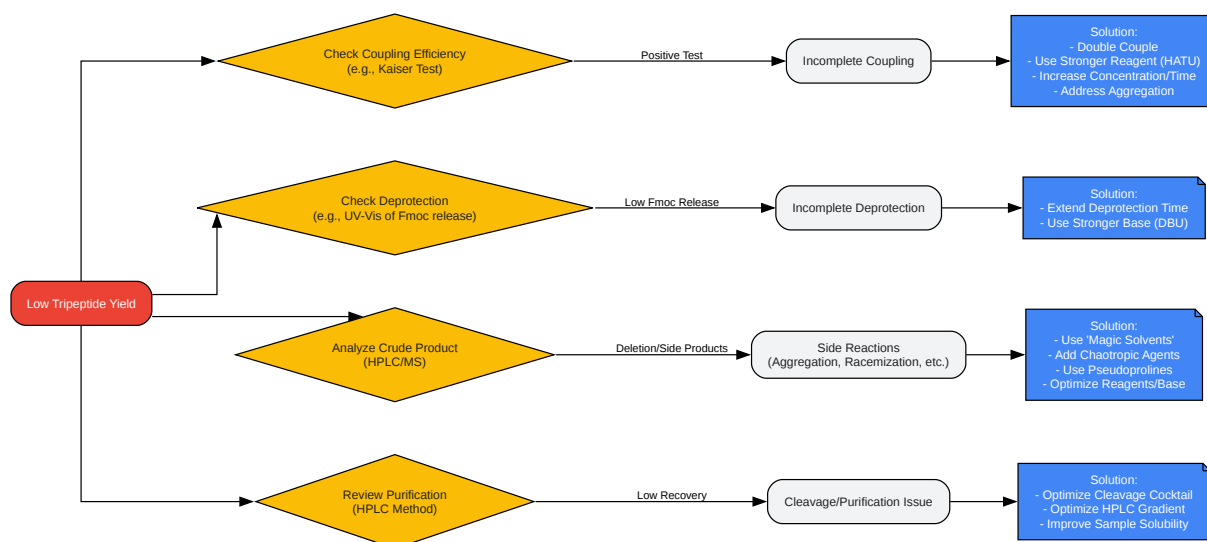 Check Coupling Efficiency
(e.g., Kaiser Test)
Positive Test
Incomplete Coupling
Solution:
- Double Couple
- Use Stronger Reagent (HATU)
- Increase Concentration/Time
- Address Aggregation
Check Deprotection
(e.g., UV-Vis of Fmoc release)
Low Fmoc Release
Incomplete Deprotection
Solution:
- Extend Deprotection Time
- Use Stronger Base (DBU)
Low Tripeptide Yield
Analyze Crude Product
(HPLC/MS)
Deletion/Side Products
Side Reactions
(Aggregation, Racemization, etc.)
Solution:
- Use 'Magic Solvents'
- Add Chaotropic Agents
- Use Pseudoprolines
- Optimize Reagents/Base
Review Purification
(HPLC Method)
Low Recovery
Cleavage/Purification Issue
Solution:
- Optimize Cleavage Cocktail
- Optimize HPLC Gradient
- Improve Sample Solubility